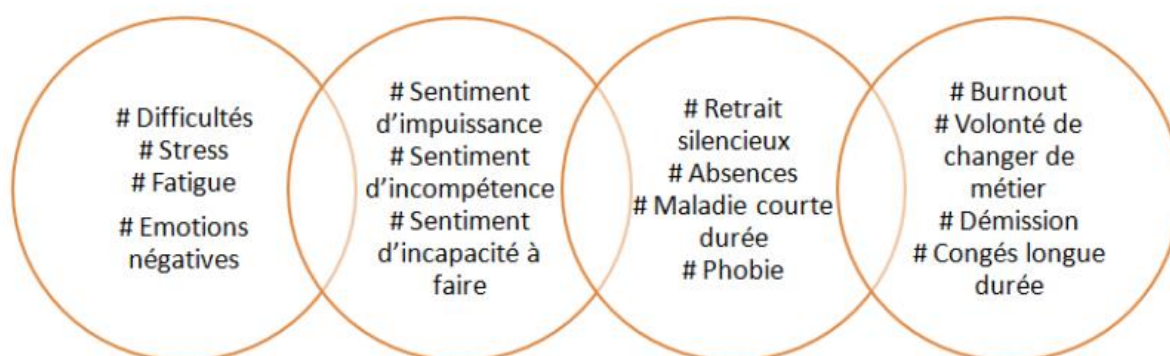 # Difficultés
# Stress
# Fatigue
# Emotions
négatives
# Sentiment
d’impuissance
# Sentiment
d’incompétence
# Sentiment
d’incapacité à
faire
# Retrait
silencieux
# Absences
# Maladie courte
durée
# Phobie
# Burnout
# Volonté de
changer de
métier
# Démission
# Congés longue
durée